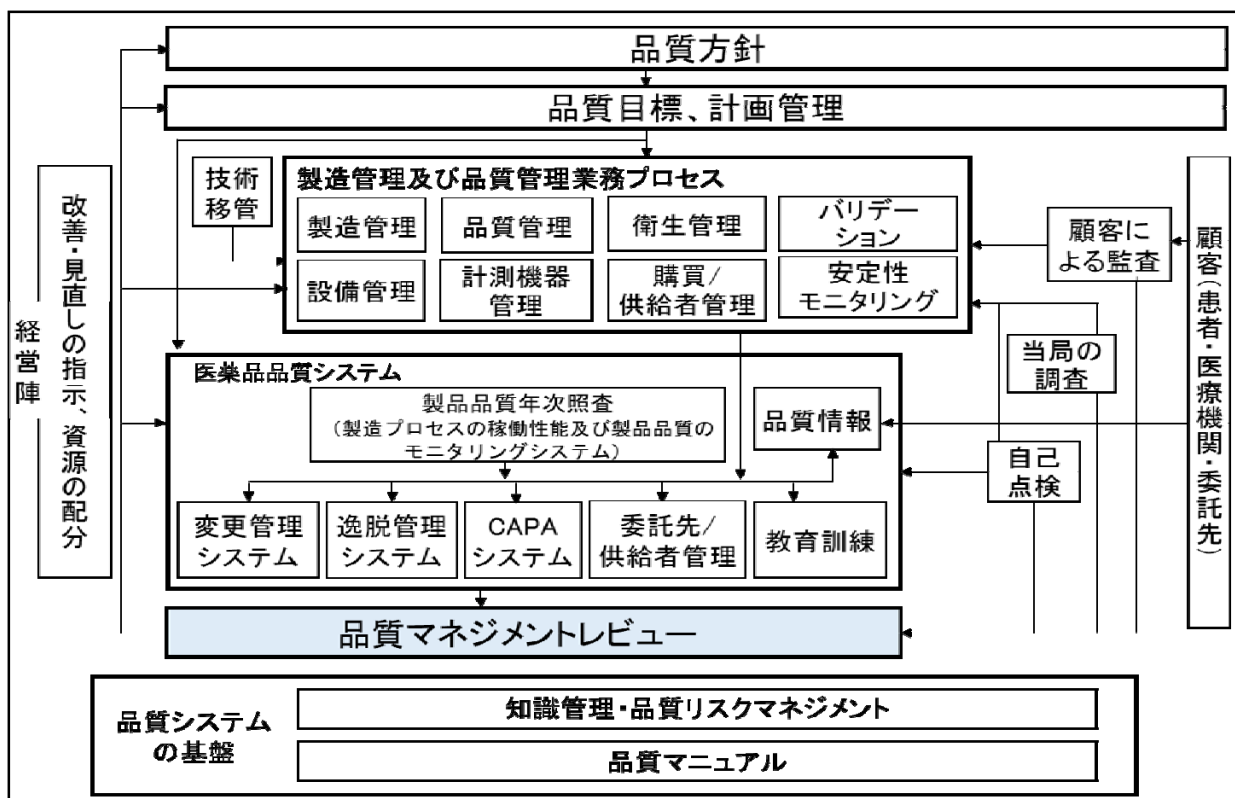 品質方針
品質目標、計画管理
技術
移管
製造管理及び品質管理業務プロセス
製造管理
品質管理
衛生管理
バリデー
ション
設備管理
計測機器
管理
購買/
供給者管理
安定性
モニタリング
顧客に
よる監査
顧客(患者・医療機関・委託先)
当局の
調査
自己
点検
経営陣
改善・見直しの指示、資源の配分
医薬品品質システム
製品品質年次照査
(製造プロセスの稼働性能及び製品品質の
モニタリングシステム)
品質情報
変更管理
システム
逸脱管理
システム
CAPA
システム
委託先/
供給者管理
教育訓練
品質マネジメントレビュー
品質システム
の基盤
知識管理・品質リスクマネジメント
品質マニュアル